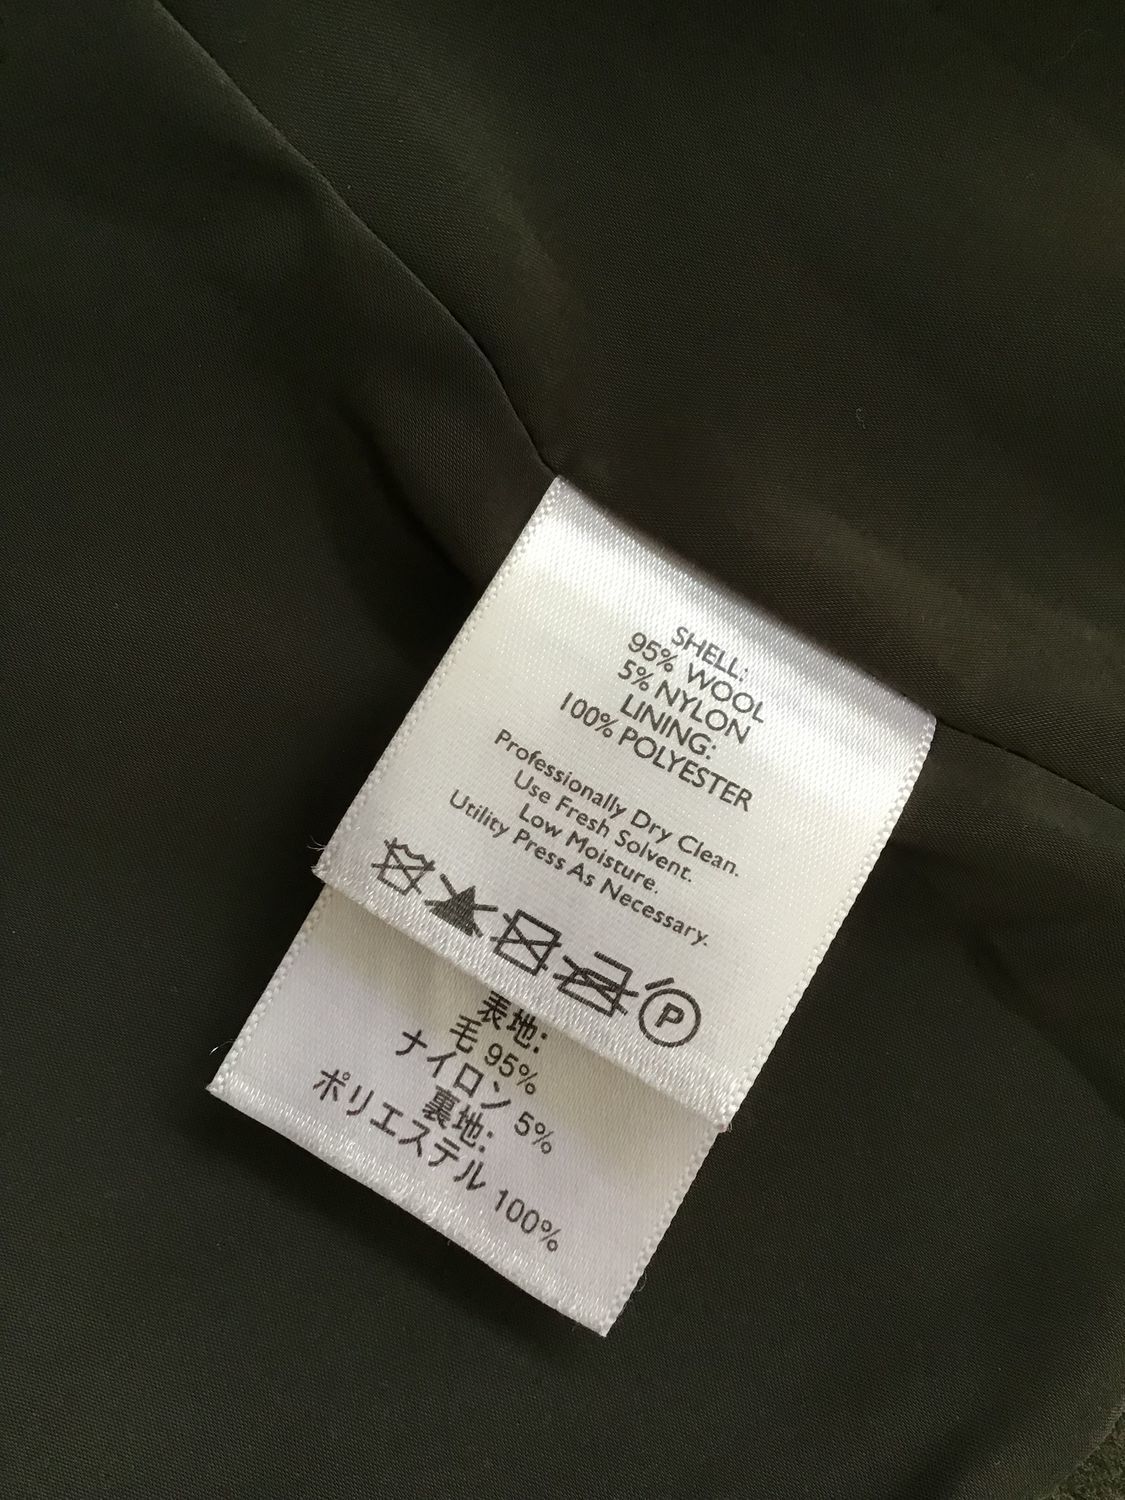 SHELL:
95% WOOL
5% NYLON
LINING:
100% POLYESTER
Professionally Dry Clean.
Use Fresh Solvent.
Low Moisture.
Utility Press As Necessary.
P
表地:
毛 95%
ナイロン 5%
裏地:
ポリエステル 100%